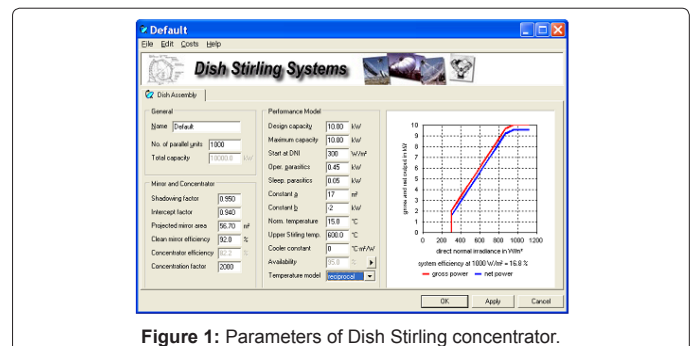 Default
File Edit Costs Help
Dish Stirling Systems
Dish Assembly
General
Name Default
No. of parallel units 1000
Total capacity 10000.0 kW
Mirror and Concentrator
Shadowing factor 0.950
Intercept factor 0.940
Projected mirror area 56.70 m²
Clean mirror efficiency 92.0 %
Concentrator efficiency 82.2 %
Concentration factor 2000
Performance Model
Design capacity 10.00 kW
Maximum capacity 10.00 kW
Start at DNI 300 W/m²
Oper. parasitics 0.45 kW
Sleep. parasitics 0.05 kW
Constant a 17 m²
Constant b -2 kW
Norm. temperature 15.0 °C
Upper Stirling temp. 600.0 °C
Cooler constant 0 °C m²/W
Availability 95.0 %
Temperature model reciprocal
gross and net output in kW
10
9
8
7
6
5
4
3
2
1
0
0 200 400 600 800 1000 1200
direct normal irradiance in W/m²
system efficiency at 1000 W/m² = 16.8 %
gross power net power
OK Apply Cancel
Figure 1: Parameters of Dish Stirling concentrator.